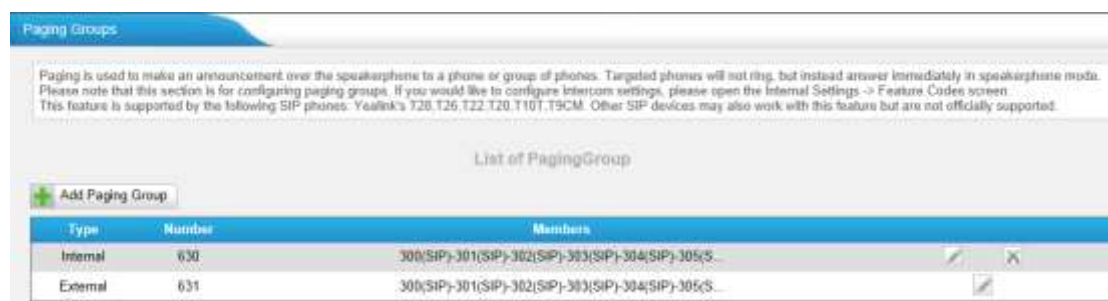 Paging Groups
Paging is used to make an announcement over the speakerphone to a phone or group of phones. Targeted phones will not ring, but instead answer immediately in speakerphone mode.
Please note that this section is for configuring paging groups. If you would like to configure Intercom settings, please open the Internal Settings -> Feature Codes screen.
This feature is supported by the following SIP phones: Yealink's T28,T26,T22,T20,T10T,T9CM. Other SIP devices may also work with this feature but are not officially supported.
List of PagingGroup
Add Paging Group
Type Number Members
Internal 630 300(SIP)-301(SIP)-302(SIP)-303(SIP)-304(SIP)-305(S...
External 631 300(SIP)-301(SIP)-302(SIP)-303(SIP)-304(SIP)-305(S...